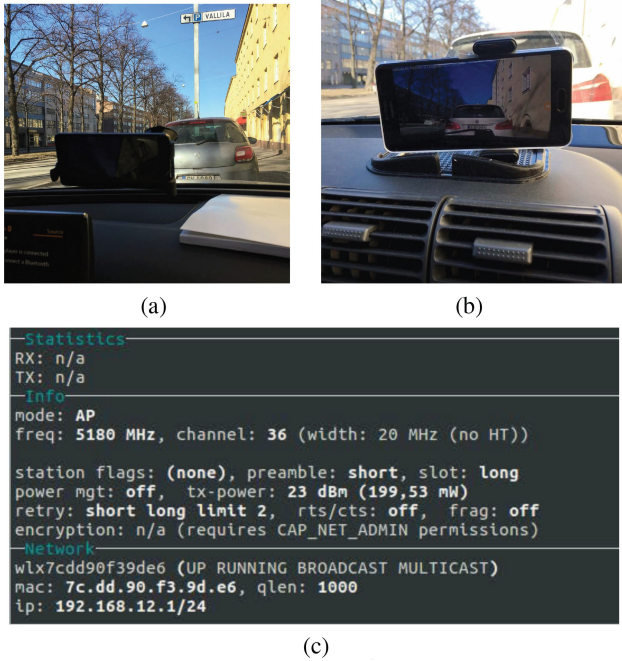 P VALLILA
Source
(a)
(b)
Statistics
RX: n/a
TX: n/a
Info
mode: AP
freq: 5180 MHz, channel: 36 (width: 20 MHz (no HT))
station flags: (none), preamble: short, slot: long
power mgt: off, tx-power: 23 dBm (199,53 mW)
retry: short long limit 2, rts/cts: off, frag: off
encryption: n/a (requires CAP_NET_ADMIN permissions)
Network
wlx7cdd90f39de6 (UP RUNNING BROADCAST MULTICAST)
mac: 7c.dd.90.f3.9d.e6, qlen: 1000
ip: 192.168.12.1/24
(c)